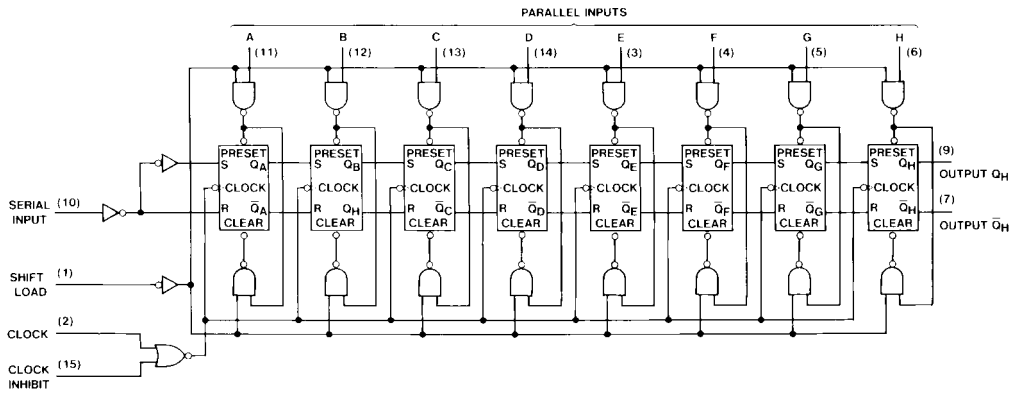 PARALLEL INPUTS
A B C D E F G H
(11) (12) (13) (14) (3) (4) (5) (6)
PRESET PRESET PRESET PRESET PRESET PRESET PRESET PRESET
S QA S QB S QC S QD S QE S QF S QG S QH
(9)
OUTPUT QH
CLOCK CLOCK CLOCK CLOCK CLOCK CLOCK CLOCK CLOCK
SERIAL INPUT (10)
R Q̅A R QH R Q̅C R Q̅D R Q̅E R Q̅F R Q̅G R Q̅H
(7)
OUTPUT Q̅H
CLEAR CLEAR CLEAR CLEAR CLEAR CLEAR CLEAR CLEAR
SHIFT LOAD (1)
CLOCK (2)
CLOCK INHIBIT (15)